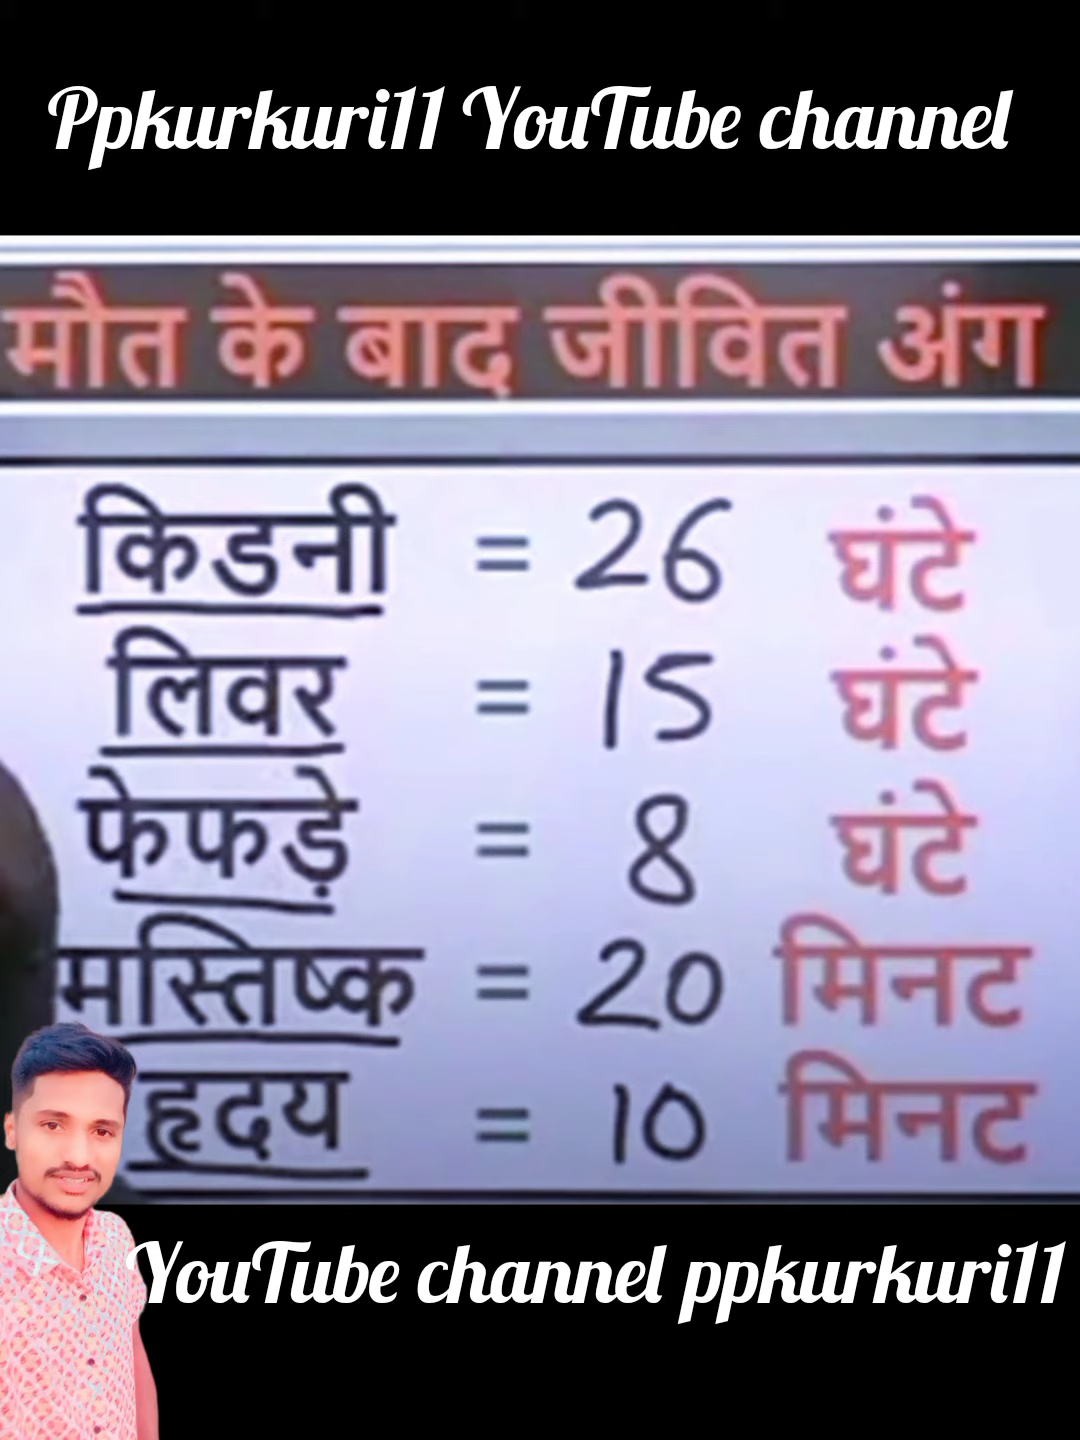 Ppkurkuri11 YouTube channel
मौत के बाद जीवित अंग
किडनी = 26 घंटे
लिवर = 15 घंटे
फेफड़े = 8 घंटे
मस्तिष्क = 20 मिनट
हृदय = 10 मिनट
YouTube channel ppkurkuri11